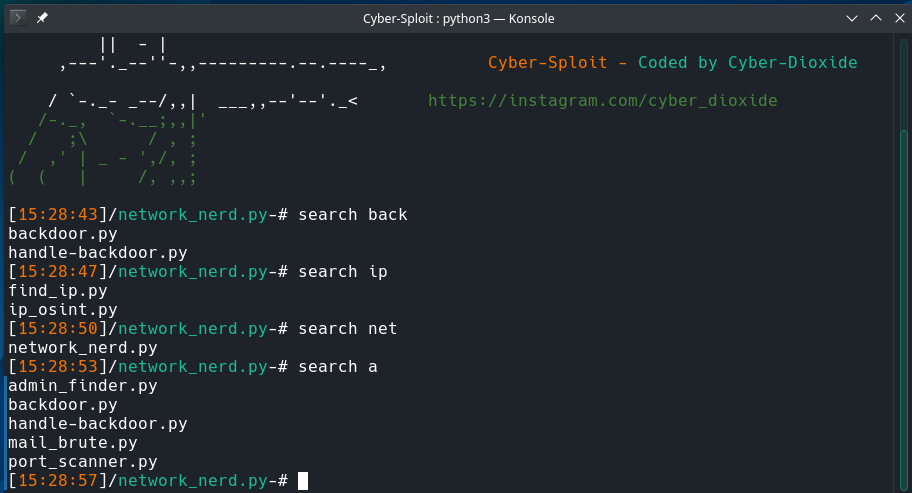 Cyber-Sploit : python3 — Konsole
|| - |
,---'._--''-,,---------.--.----_,
Cyber-Sploit - Coded by Cyber-Dioxide
/ `-._- _--/,,| ___,,--'--'._<
https://instagram.com/cyber_dioxide
/-._, `-.__;,,|'
/ ;\ / , ;
/ ,' | _ - ',/, ;
( ( | /, ,,;
[15:28:43]/network_nerd.py-# search back
backdoor.py
handle-backdoor.py
[15:28:47]/network_nerd.py-# search ip
find_ip.py
ip_osint.py
[15:28:50]/network_nerd.py-# search net
network_nerd.py
[15:28:53]/network_nerd.py-# search a
admin_finder.py
backdoor.py
handle-backdoor.py
mail_brute.py
port_scanner.py
[15:28:57]/network_nerd.py-#